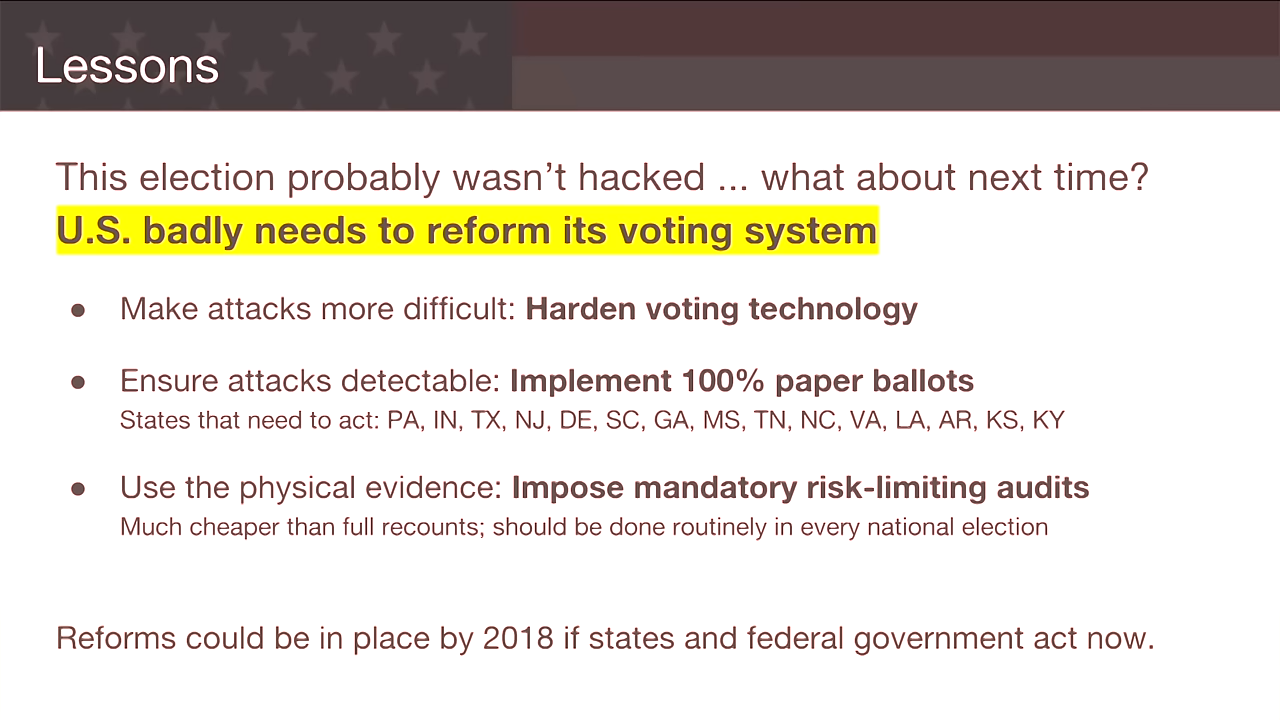 Lessons
This election probably wasn't hacked ... what about next time?
U.S. badly needs to reform its voting system
● Make attacks more difficult: Harden voting technology
● Ensure attacks detectable: Implement 100% paper ballots
States that need to act: PA, IN, TX, NJ, DE, SC, GA, MS, TN, NC, VA, LA, AR, KS, KY
● Use the physical evidence: Impose mandatory risk-limiting audits
Much cheaper than full recounts; should be done routinely in every national election
Reforms could be in place by 2018 if states and federal government act now.